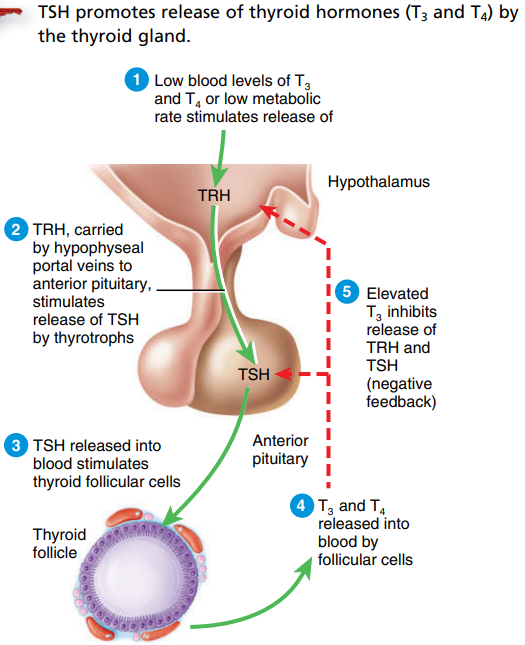 TSH promotes release of thyroid hormones (T₃ and T₄) by
the thyroid gland.
1 Low blood levels of T₃
and T₄ or low metabolic
rate stimulates release of
TRH
Hypothalamus
2 TRH, carried
by hypophyseal
portal veins to
anterior pituitary,
stimulates
release of TSH
by thyrotrophs
5 Elevated
T₃ inhibits
release of
TRH and
TSH
(negative
feedback)
TSH
Anterior
pituitary
3 TSH released into
blood stimulates
thyroid follicular cells
4 T₃ and T₄
released into
blood by
follicular cells
Thyroid
follicle